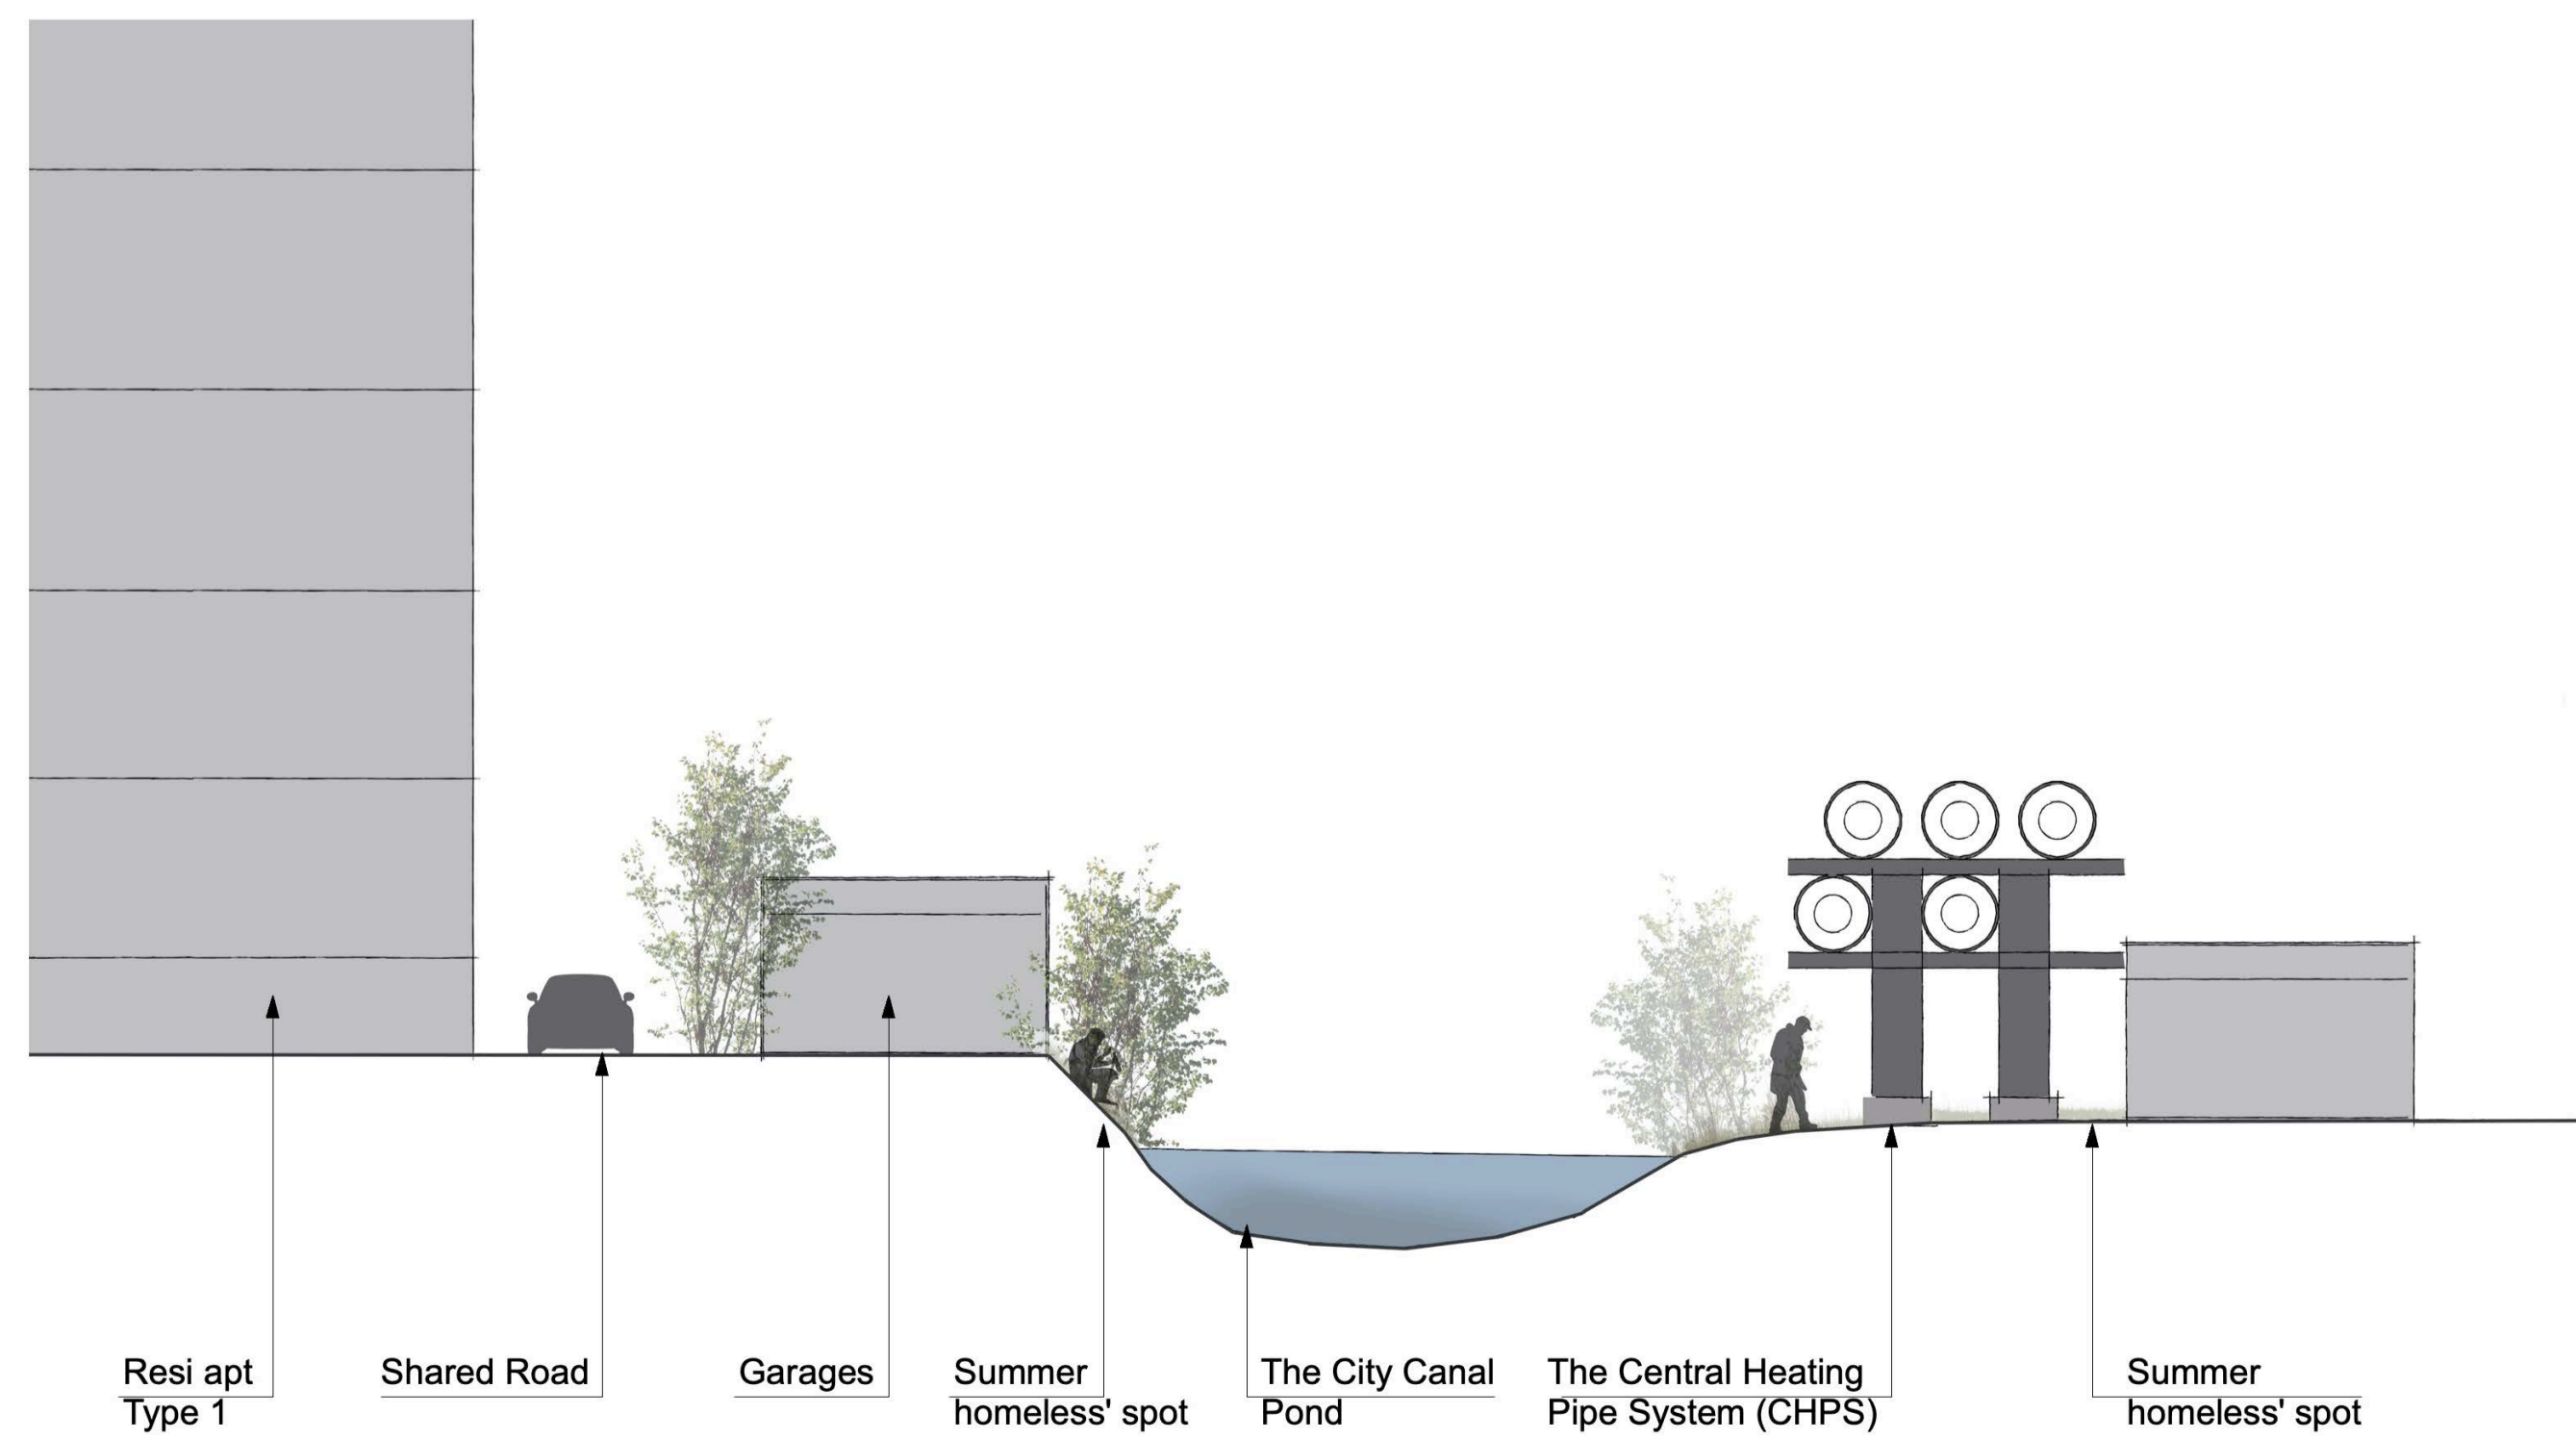 Resi apt
Type 1
Shared Road
Garages
Summer
homeless' spot
The City Canal
Pond
The Central Heating
Pipe System (CHPS)
Summer
homeless' spot